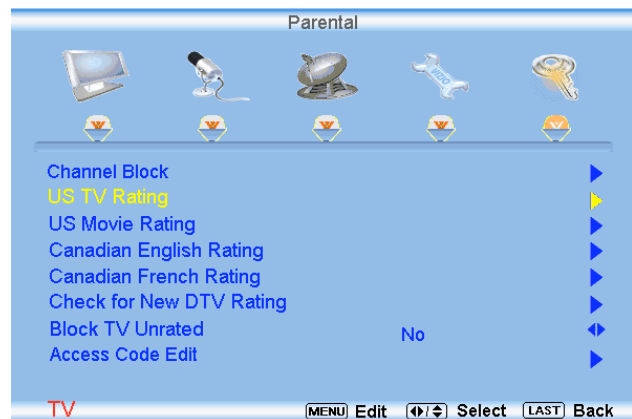 Parental
VIZIO
Channel Block
US TV Rating
US Movie Rating
Canadian English Rating
Canadian French Rating
Check for New DTV Rating
Block TV Unrated No
Access Code Edit
TV MENU Edit / Select LAST Back